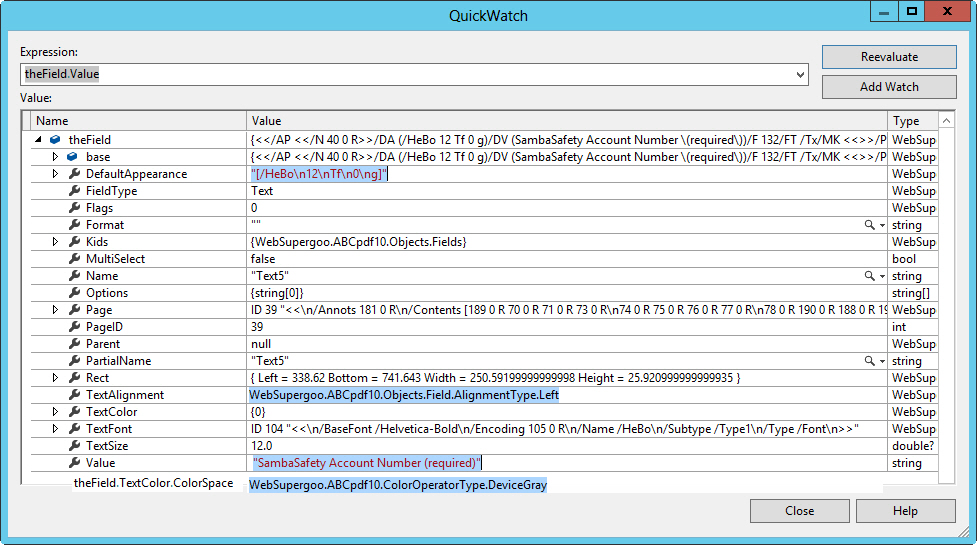 QuickWatch
Expression:
Reevaluate
theField.Value
Add Watch
Value:
Name Value Type
theField {<</AP <</N 40 0 R>>/DA (/HeBo 12 Tf 0 g)/DV (SambaSafety Account Number \(required\))/F 132/FT /Tx/MK <<>>/P WebSup
base {<</AP <</N 40 0 R>>/DA (/HeBo 12 Tf 0 g)/DV (SambaSafety Account Number \(required\))/F 132/FT /Tx/MK <<>>/P WebSup
DefaultAppearance "[/HeBo\n12\nTf\n0\ng]" WebSup
FieldType Text WebSup
Flags 0 WebSup
Format "" string
Kids {WebSupergoo.ABCpdf10.Objects.Fields} WebSup
MultiSelect false bool
Name "Text5" string
Options {string[0]} string[]
Page ID 39 "<<\n/Annots 181 0 R\n/Contents [189 0 R 70 0 R 71 0 R 73 0 R\n74 0 R 75 0 R 76 0 R 77 0 R\n78 0 R 190 0 R 188 0 R 19 WebSup
PageID 39 int
Parent null WebSup
PartialName "Text5" string
Rect { Left = 338.62 Bottom = 741.643 Width = 250.59199999999998 Height = 25.920999999999935 } WebSup
TextAlignment WebSupergoo.ABCpdf10.Objects.Field.AlignmentType.Left WebSup
TextColor {0} WebSup
TextFont ID 104 "<<\n/BaseFont /Helvetica-Bold\n/Encoding 105 0 R\n/Name /HeBo\n/Subtype /Type1\n/Type /Font\n>>" WebSup
TextSize 12.0 double?
Value "SambaSafety Account Number (required)" string
theField.TextColor.ColorSpace WebSupergoo.ABCpdf10.ColorOperatorType.DeviceGray
Close Help